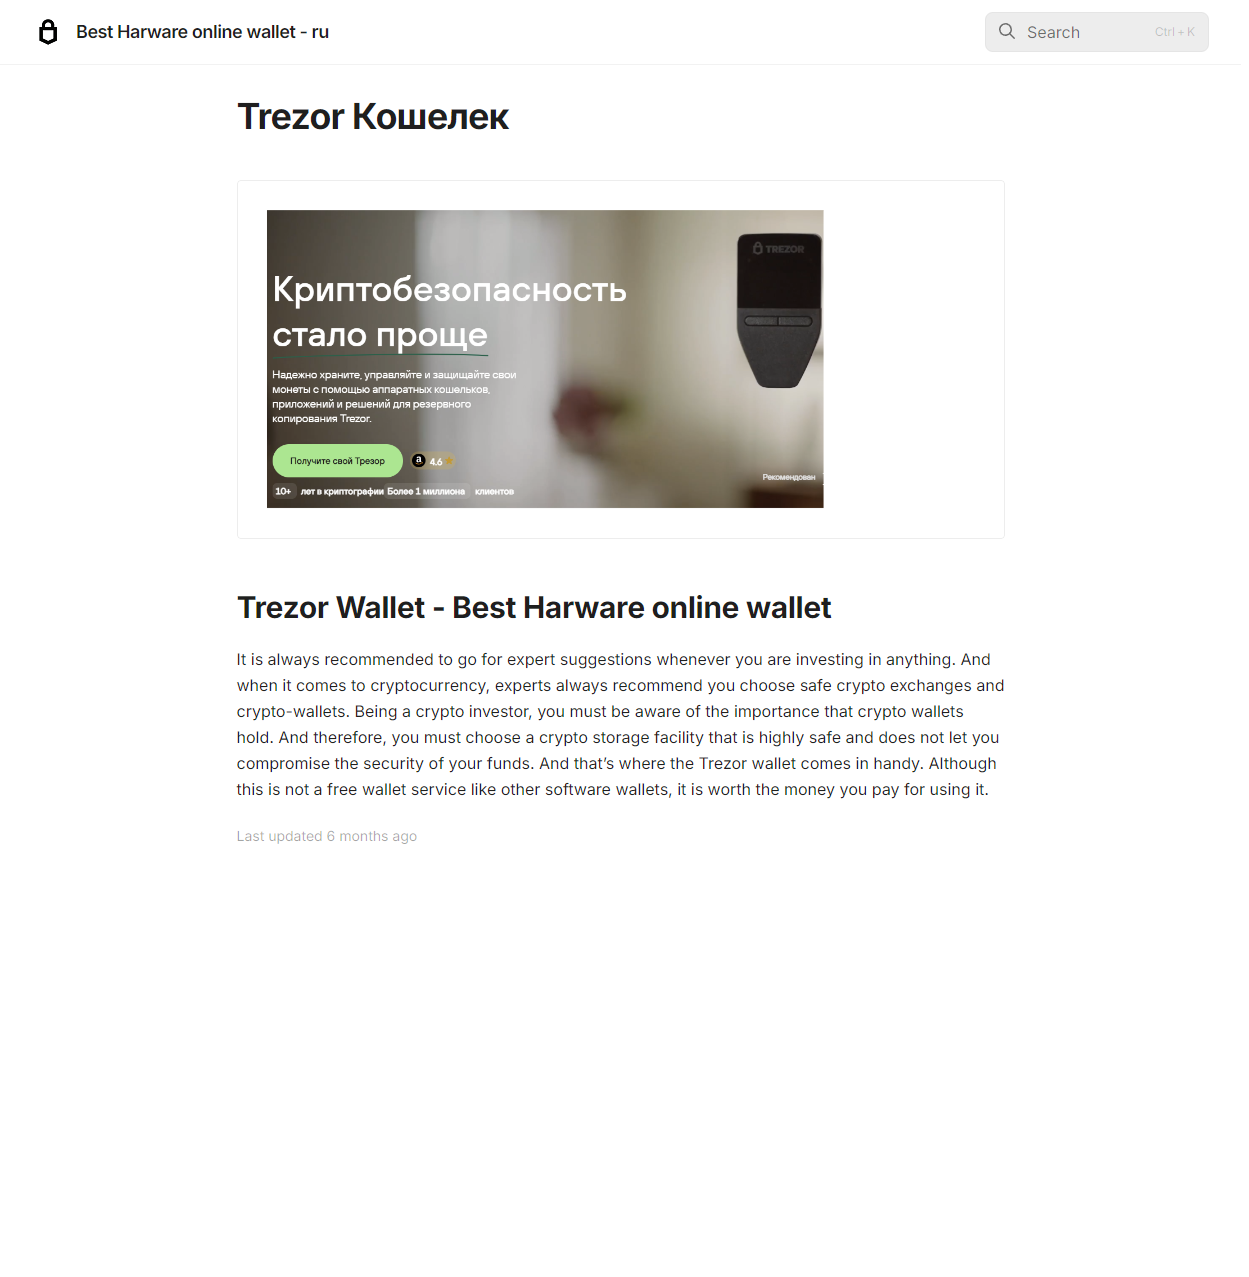 Best Harware online wallet - ru
Search
Ctrl + K
Trezor Кошелек
TREZOR
Криптобезопасность
стало проще
Надежно храните, управляйте и защищайте свои
монеты с помощью аппаратных кошельков,
приложений и решений для резервного
копирования Trezor.
Получите свой Трезор
a 4.6
Рекомендован
10+ лет в криптографии Более 1 миллиона клиентов
Trezor Wallet - Best Harware online wallet
It is always recommended to go for expert suggestions whenever you are investing in anything. And
when it comes to cryptocurrency, experts always recommend you choose safe crypto exchanges and
crypto-wallets. Being a crypto investor, you must be aware of the importance that crypto wallets
hold. And therefore, you must choose a crypto storage facility that is highly safe and does not let you
compromise the security of your funds. And that’s where the Trezor wallet comes in handy. Although
this is not a free wallet service like other software wallets, it is worth the money you pay for using it.
Last updated 6 months ago